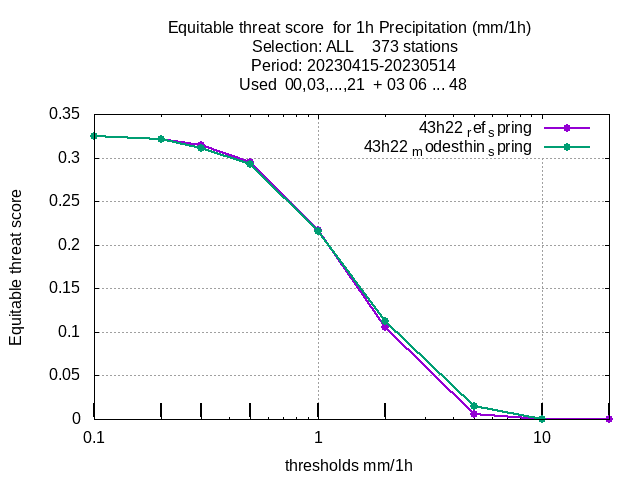 Equitable threat score  for 1h Precipitation (mm/1h)
Selection: ALL    373 stations
Period: 20230415-20230514
Used  00,03,...,21  + 03 06 ... 48
43h22 ref spring
43h22 modesthin spring
0.35
0.3
0.25
0.2
0.15
0.1
0.05
0
Equitable threat score
0.1 1 10
thresholds mm/1h